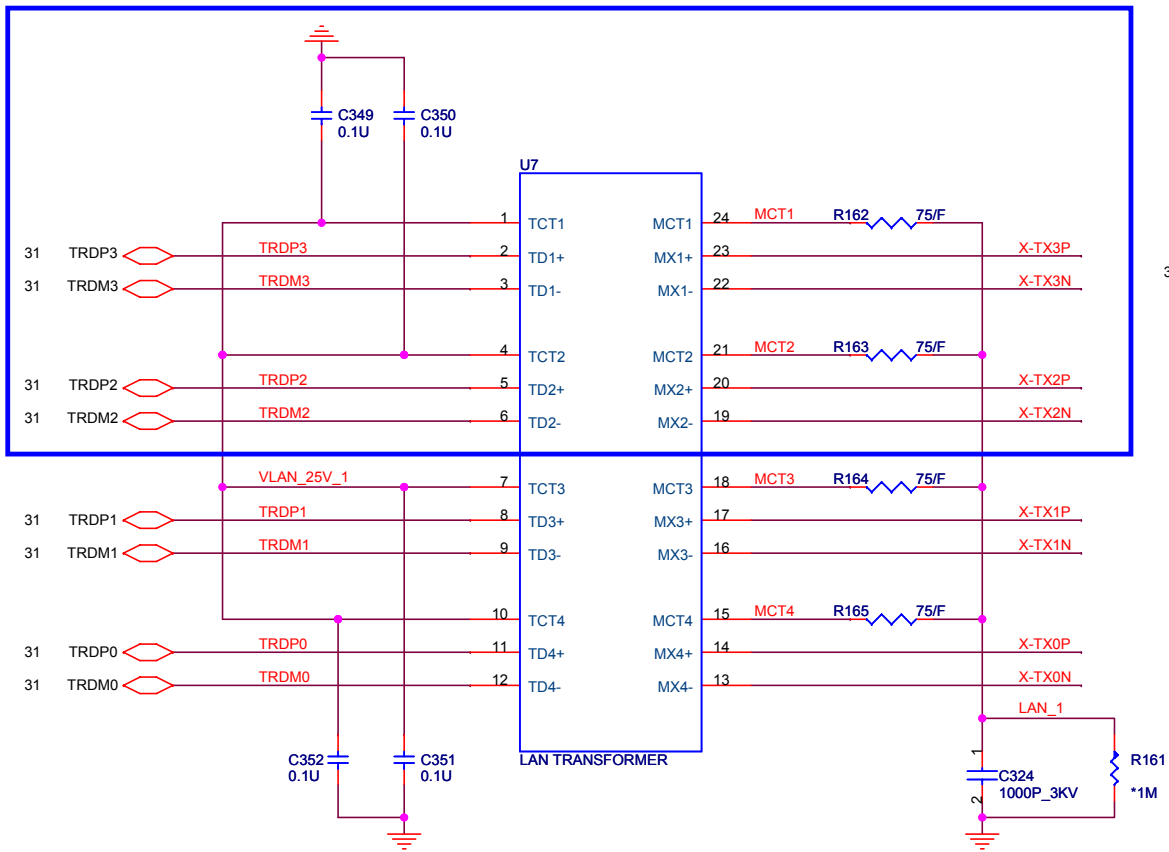 C349
0.1U
C350
0.1U
U7
1 TCT1 MCT1 24 MCT1 R162 75/F
31 TRDP3 TRDP3 2 TD1+ MX1+ 23 X-TX3P
3
31 TRDM3 TRDM3 3 TD1- MX1- 22 X-TX3N
4 TCT2 MCT2 21 MCT2 R163 75/F
31 TRDP2 TRDP2 5 TD2+ MX2+ 20 X-TX2P
31 TRDM2 TRDM2 6 TD2- MX2- 19 X-TX2N
VLAN_25V_1 7 TCT3 MCT3 18 MCT3 R164 75/F
31 TRDP1 TRDP1 8 TD3+ MX3+ 17 X-TX1P
31 TRDM1 TRDM1 9 TD3- MX3- 16 X-TX1N
10 TCT4 MCT4 15 MCT4 R165 75/F
31 TRDP0 TRDP0 11 TD4+ MX4+ 14 X-TX0P
31 TRDM0 TRDM0 12 TD4- MX4- 13 X-TX0N
LAN_1
C352
0.1U
C351
0.1U
LAN TRANSFORMER
1
C324
1000P_3KV
2
R161
*1M